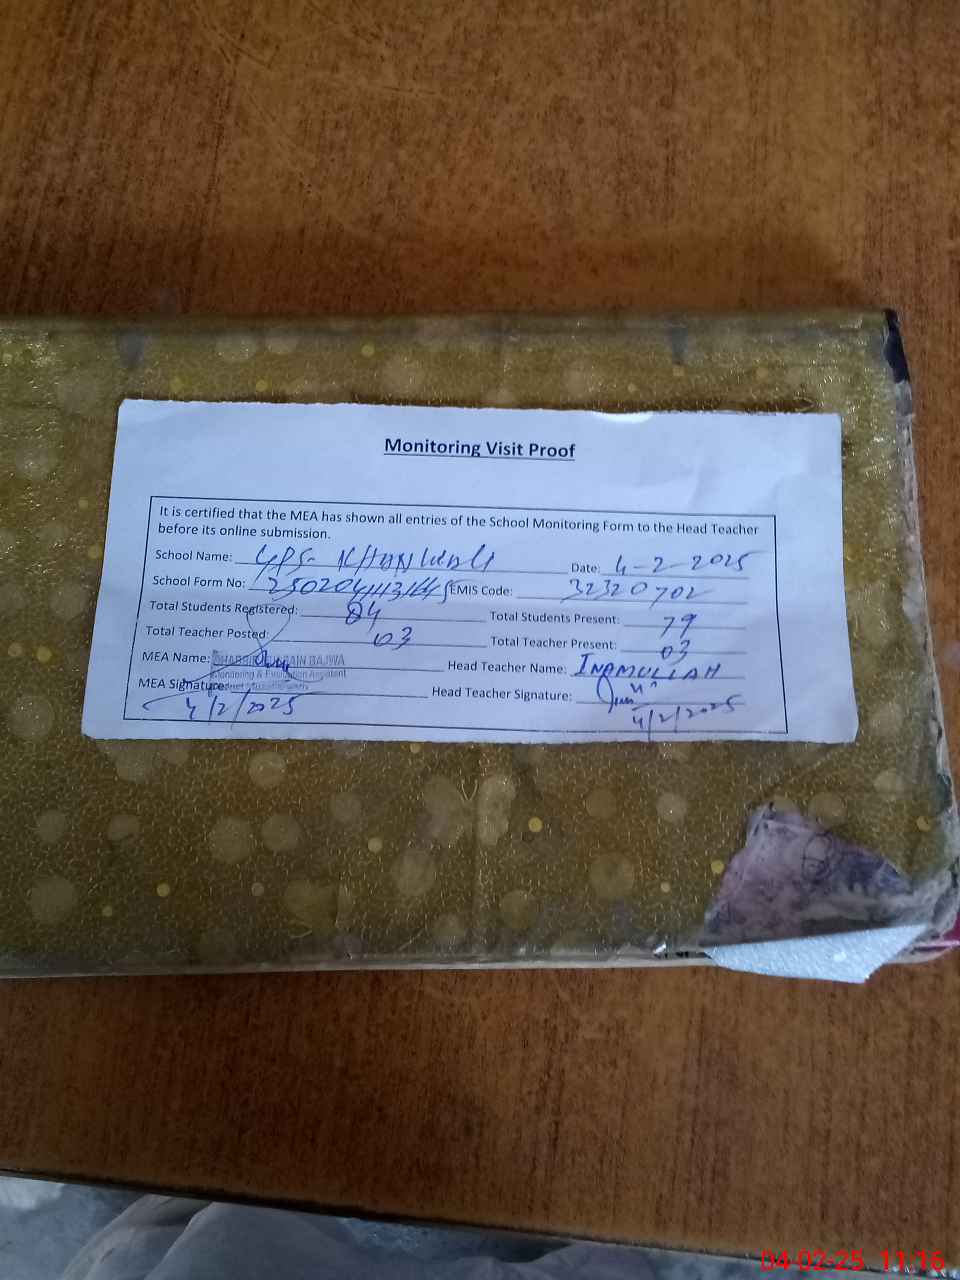 Monitoring Visit Proof
It is certified that the MEA has shown all entries of the School Monitoring Form to the Head Teacher
before its online submission.
School Name: GPS- Date: 4-2-2025
School Form No: EMIS Code: 32320702
Total Students Registered: 84 Total Students Present: 79
Total Teacher Posted: 03 Total Teacher Present: 03
MEA Name: BAJWA Head Teacher Name: INAMULLAH
Monitoring & Evaluation Assistant
MEA Signature: Head Teacher Signature:
4/2/2025 4/2/2025
04-02-25 11:16